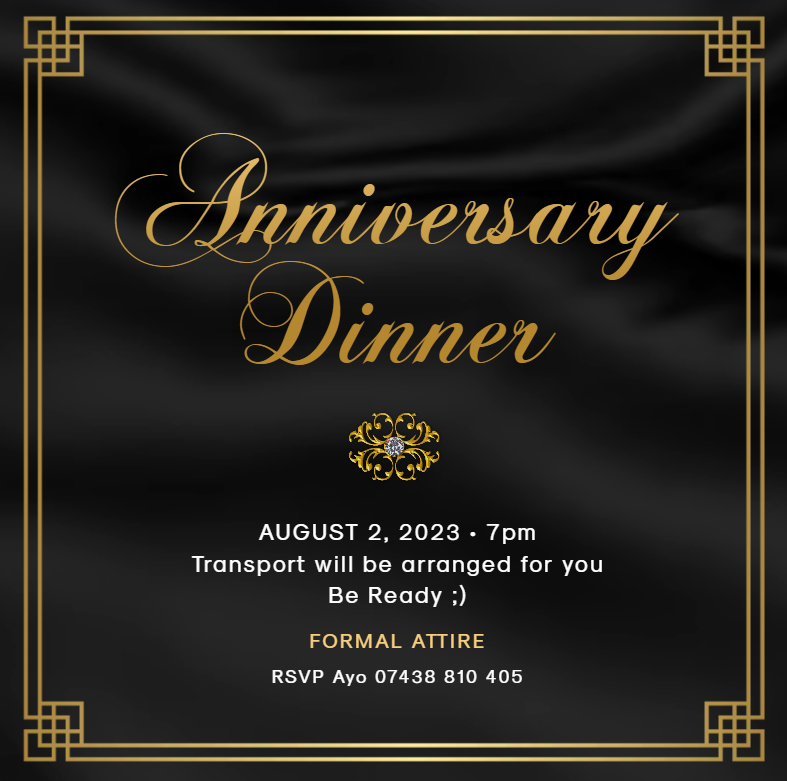 Anniversary
Dinner
AUGUST 2, 2023 • 7pm
Transport will be arranged for you
Be Ready ;)
FORMAL ATTIRE
RSVP Ayo 07438 810 405